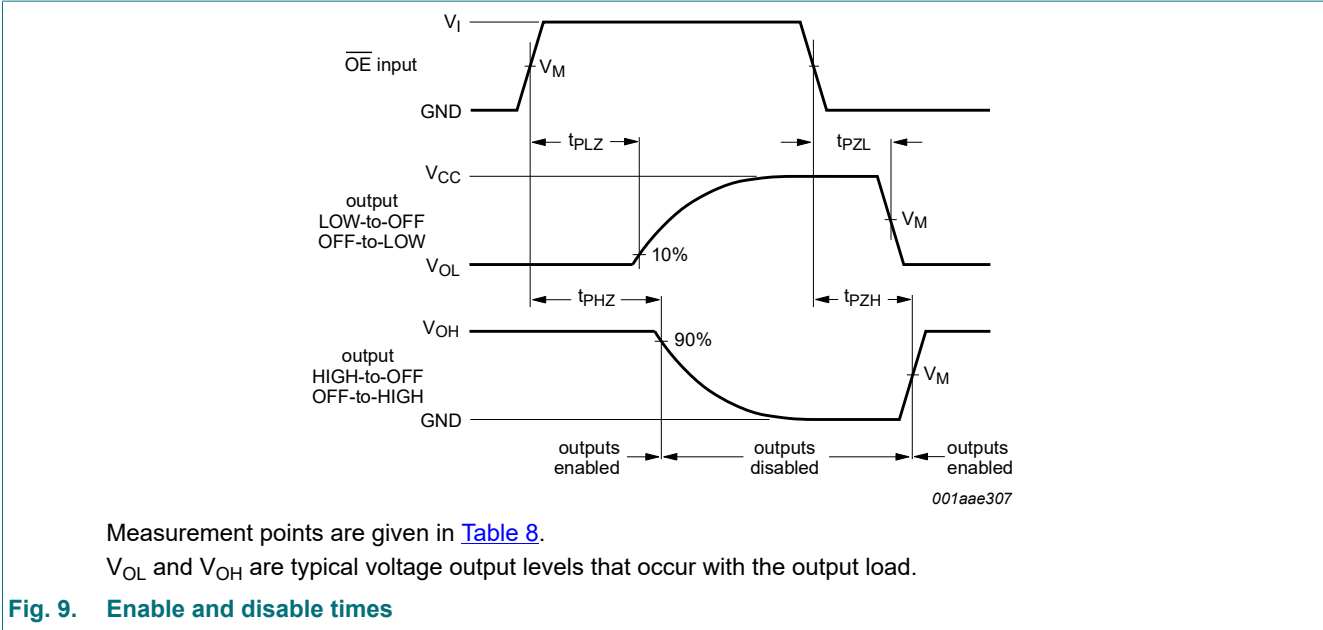 VI
OE input
VM
GND
tPLZ
tPZL
VCC
output
LOW-to-OFF
OFF-to-LOW
VM
10%
VOL
tPHZ
tPZH
VOH
90%
output
HIGH-to-OFF
OFF-to-HIGH
VM
GND
outputs
enabled
outputs
disabled
outputs
enabled
001aae307
Measurement points are given in Table 8.
VOL and VOH are typical voltage output levels that occur with the output load.
Fig. 9. Enable and disable times